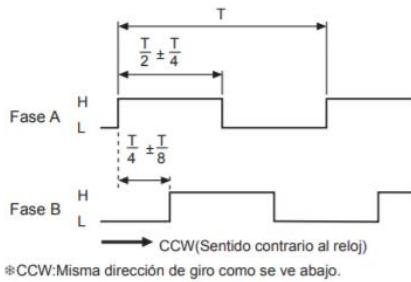 T
T/2 ± T/4
H
Fase A
L
T/4 ± T/8
H
Fase B
L
CCW(Sentido contrario al reloj)
※CCW:Misma dirección de giro como se ve abajo.